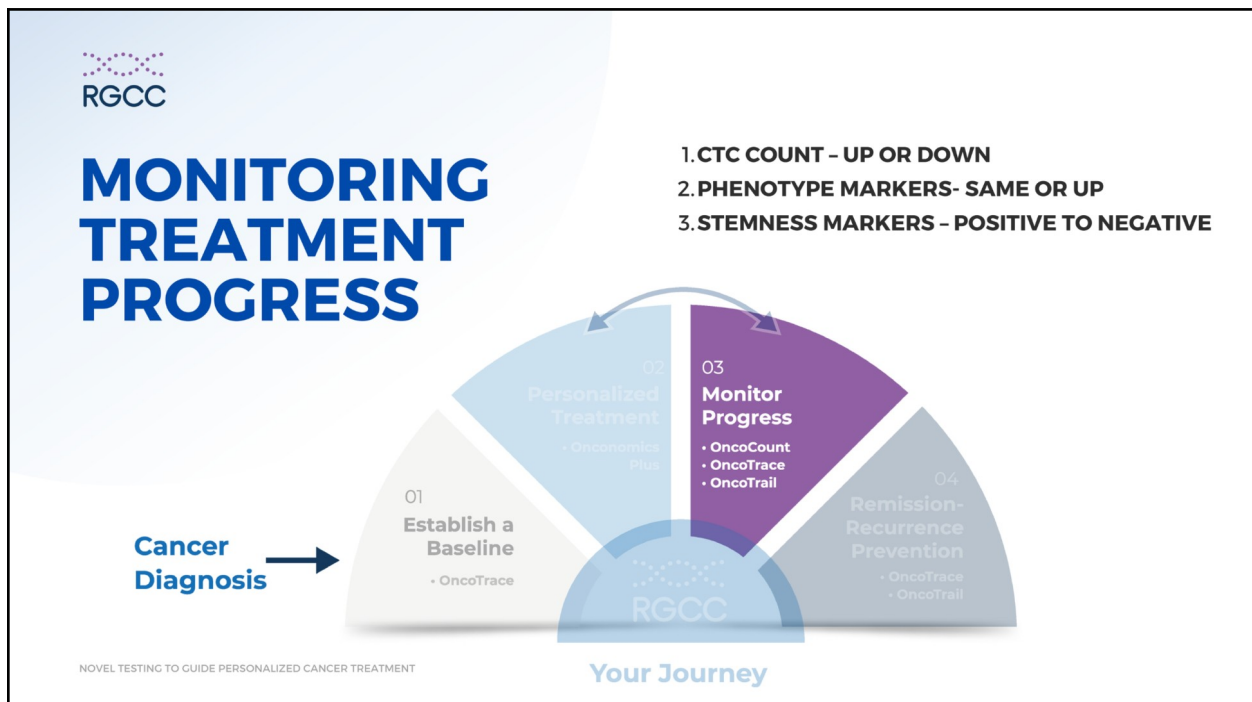 RGCC
MONITORING
TREATMENT
PROGRESS
1. CTC COUNT – UP OR DOWN
2. PHENOTYPE MARKERS- SAME OR UP
3. STEMNESS MARKERS – POSITIVE TO NEGATIVE
Cancer
Diagnosis
01
Establish a
Baseline
• OncoTrace
02
Personalized
Treatment
• Onconomics
Plus
03
Monitor
Progress
• OncoCount
• OncoTrace
• OncoTrail
04
Remission-
Recurrence
Prevention
• OncoTrace
• OncoTrail
RGCC
Your Journey
NOVEL TESTING TO GUIDE PERSONALIZED CANCER TREATMENT